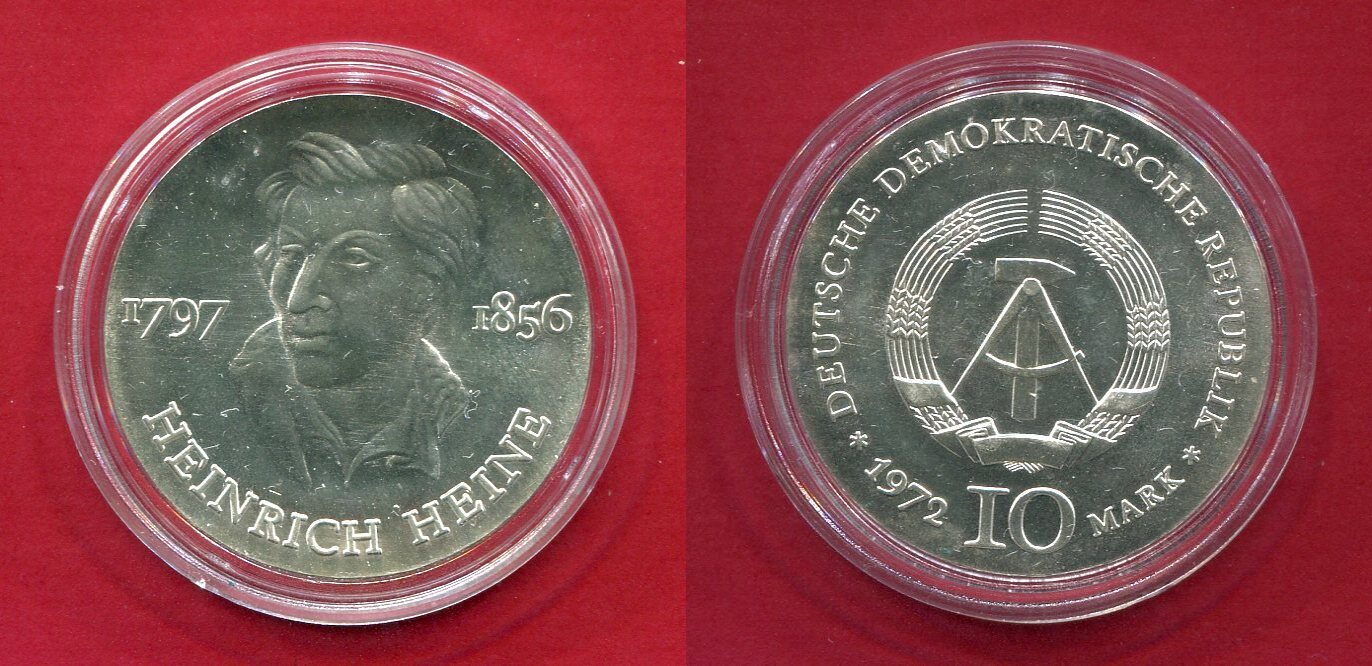 1797 1856
HEINRICH HEINE
DEUTSCHE DEMOKRATISCHE REPUBLIK
* 1972 10 MARK *